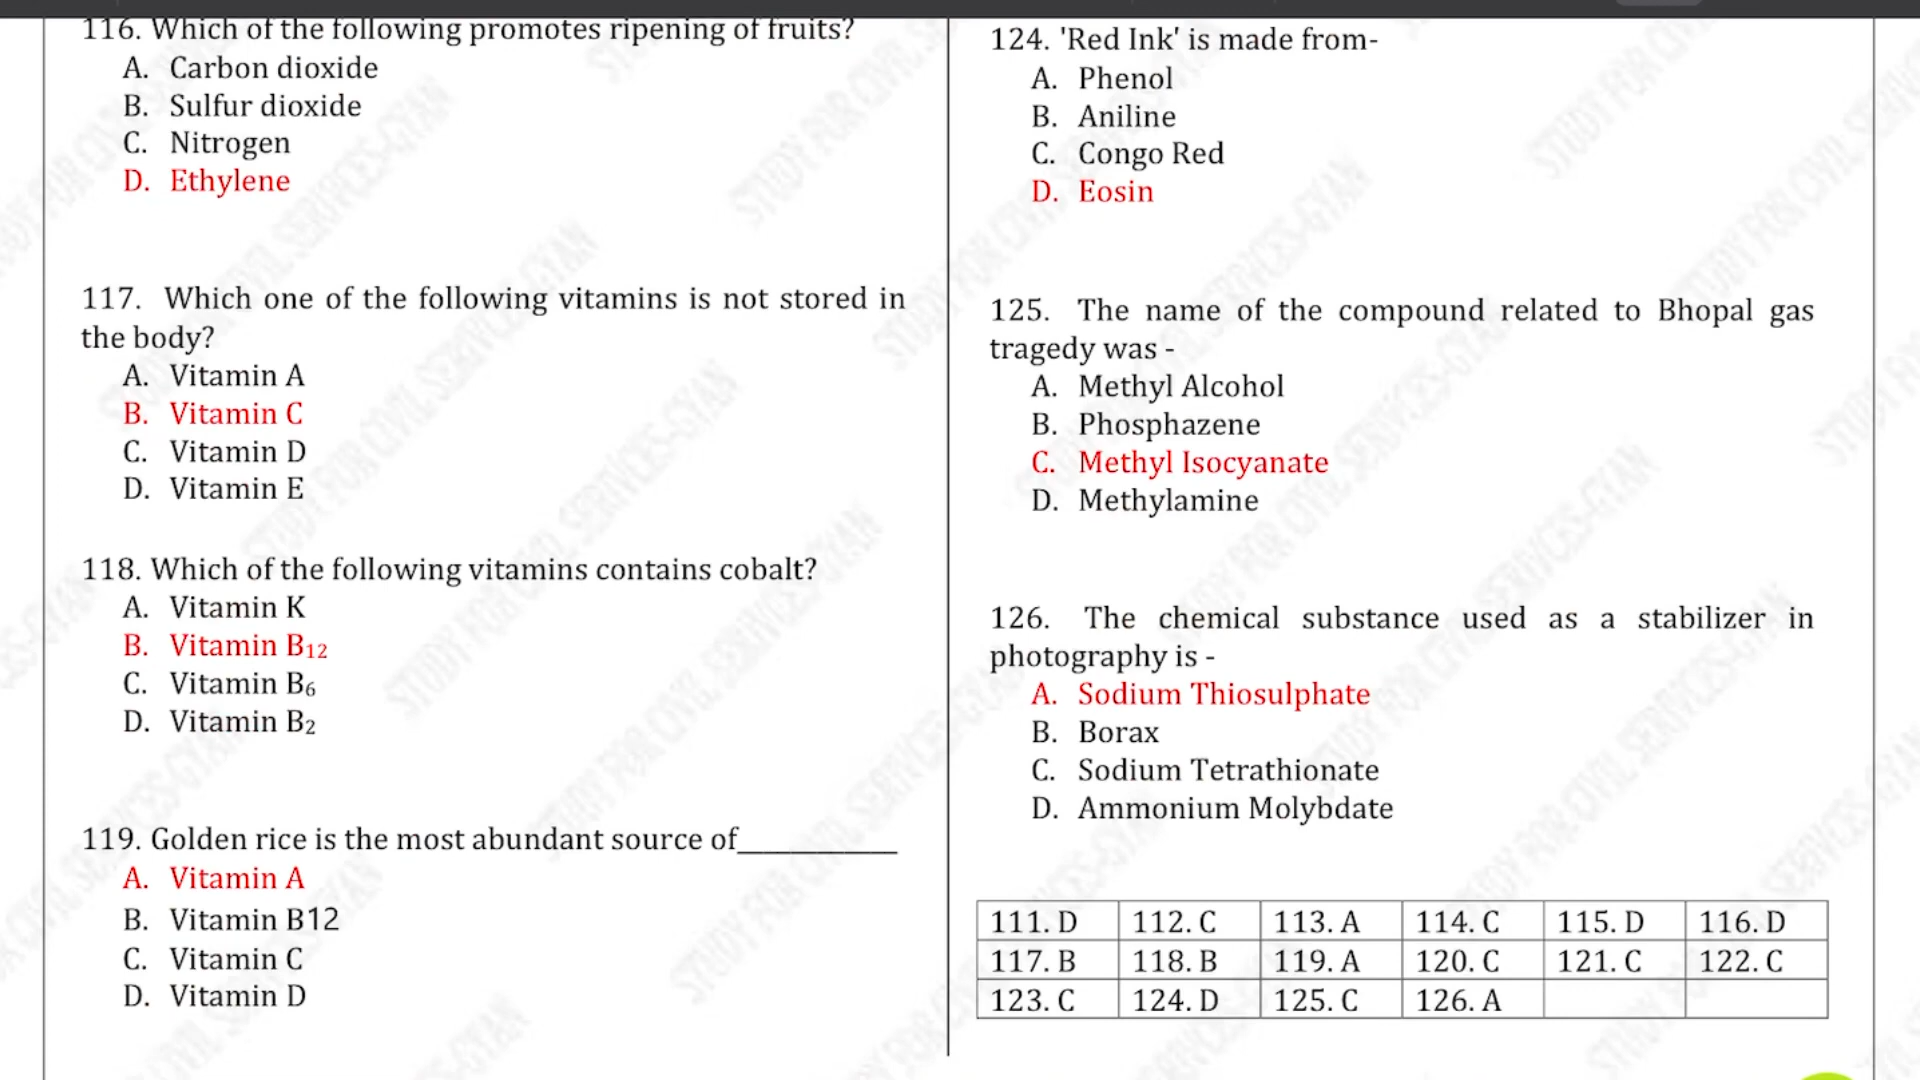 116. Which of the following promotes ripening of fruits?
A. Carbon dioxide
B. Sulfur dioxide
C. Nitrogen
D. Ethylene
117. Which one of the following vitamins is not stored in
the body?
A. Vitamin A
B. Vitamin C
C. Vitamin D
D. Vitamin E
118. Which of the following vitamins contains cobalt?
A. Vitamin K
B. Vitamin B₁₂
C. Vitamin B₆
D. Vitamin B₂
119. Golden rice is the most abundant source of____________
A. Vitamin A
B. Vitamin B12
C. Vitamin C
D. Vitamin D
124. 'Red Ink' is made from-
A. Phenol
B. Aniline
C. Congo Red
D. Eosin
125. The name of the compound related to Bhopal gas
tragedy was -
A. Methyl Alcohol
B. Phosphazene
C. Methyl Isocyanate
D. Methylamine
126. The chemical substance used as a stabilizer in
photography is -
A. Sodium Thiosulphate
B. Borax
C. Sodium Tetrathionate
D. Ammonium Molybdate
111. D 112. C 113. A 114. C 115. D 116. D
117. B 118. B 119. A 120. C 121. C 122. C
123. C 124. D 125. C 126. A
STUDY FOR CIVIL SERIVCES-GYAN